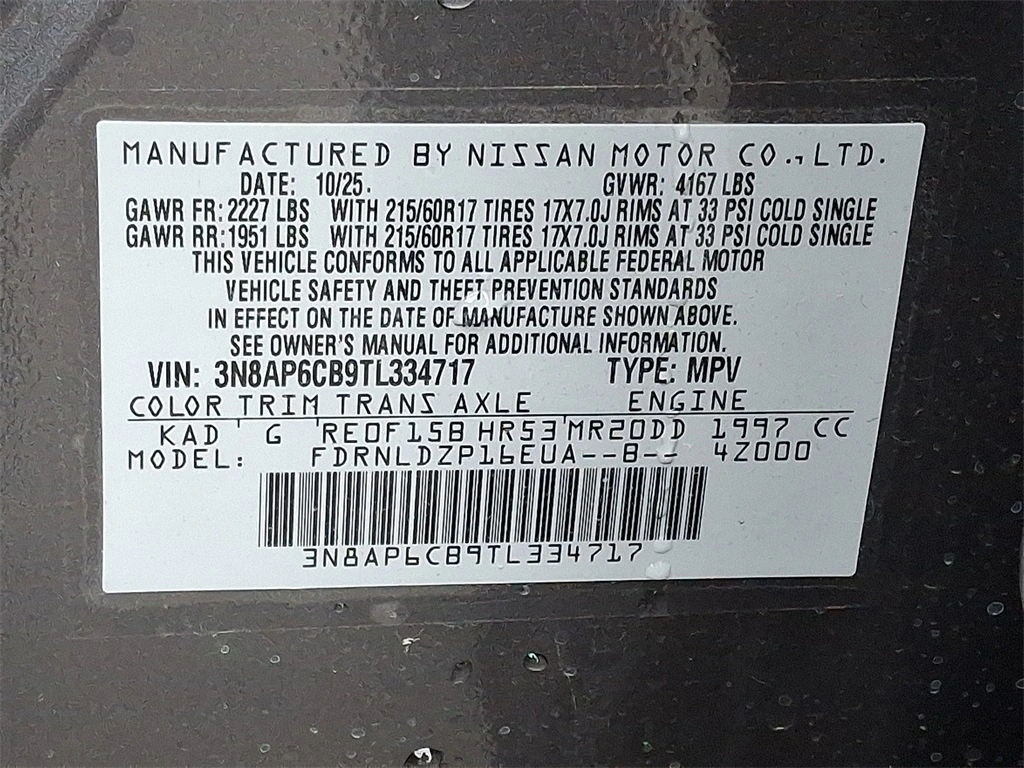 MANUFACTURED BY NISSAN MOTOR CO.,LTD.
DATE: 10/25. GVWR: 4167 LBS
GAWR FR: 2227 LBS WITH 215/60R17 TIRES 17X7.0J RIMS AT 33 PSI COLD SINGLE
GAWR RR: 1951 LBS WITH 215/60R17 TIRES 17X7.0J RIMS AT 33 PSI COLD SINGLE
THIS VEHICLE CONFORMS TO ALL APPLICABLE FEDERAL MOTOR
VEHICLE SAFETY AND THEFT PREVENTION STANDARDS
IN EFFECT ON THE DATE OF MANUFACTURE SHOWN ABOVE.
SEE OWNER'S MANUAL FOR ADDITIONAL INFORMATION.
VIN: 3N8AP6CB9TL334717 TYPE: MPV
COLOR TRIM TRANS AXLE ENGINE
KAD G RE0F15B HR53 MR20DD 1997 CC
MODEL: FDRNLDZP16EUA--B-- 4Z000
3N8AP6CB9TL334717